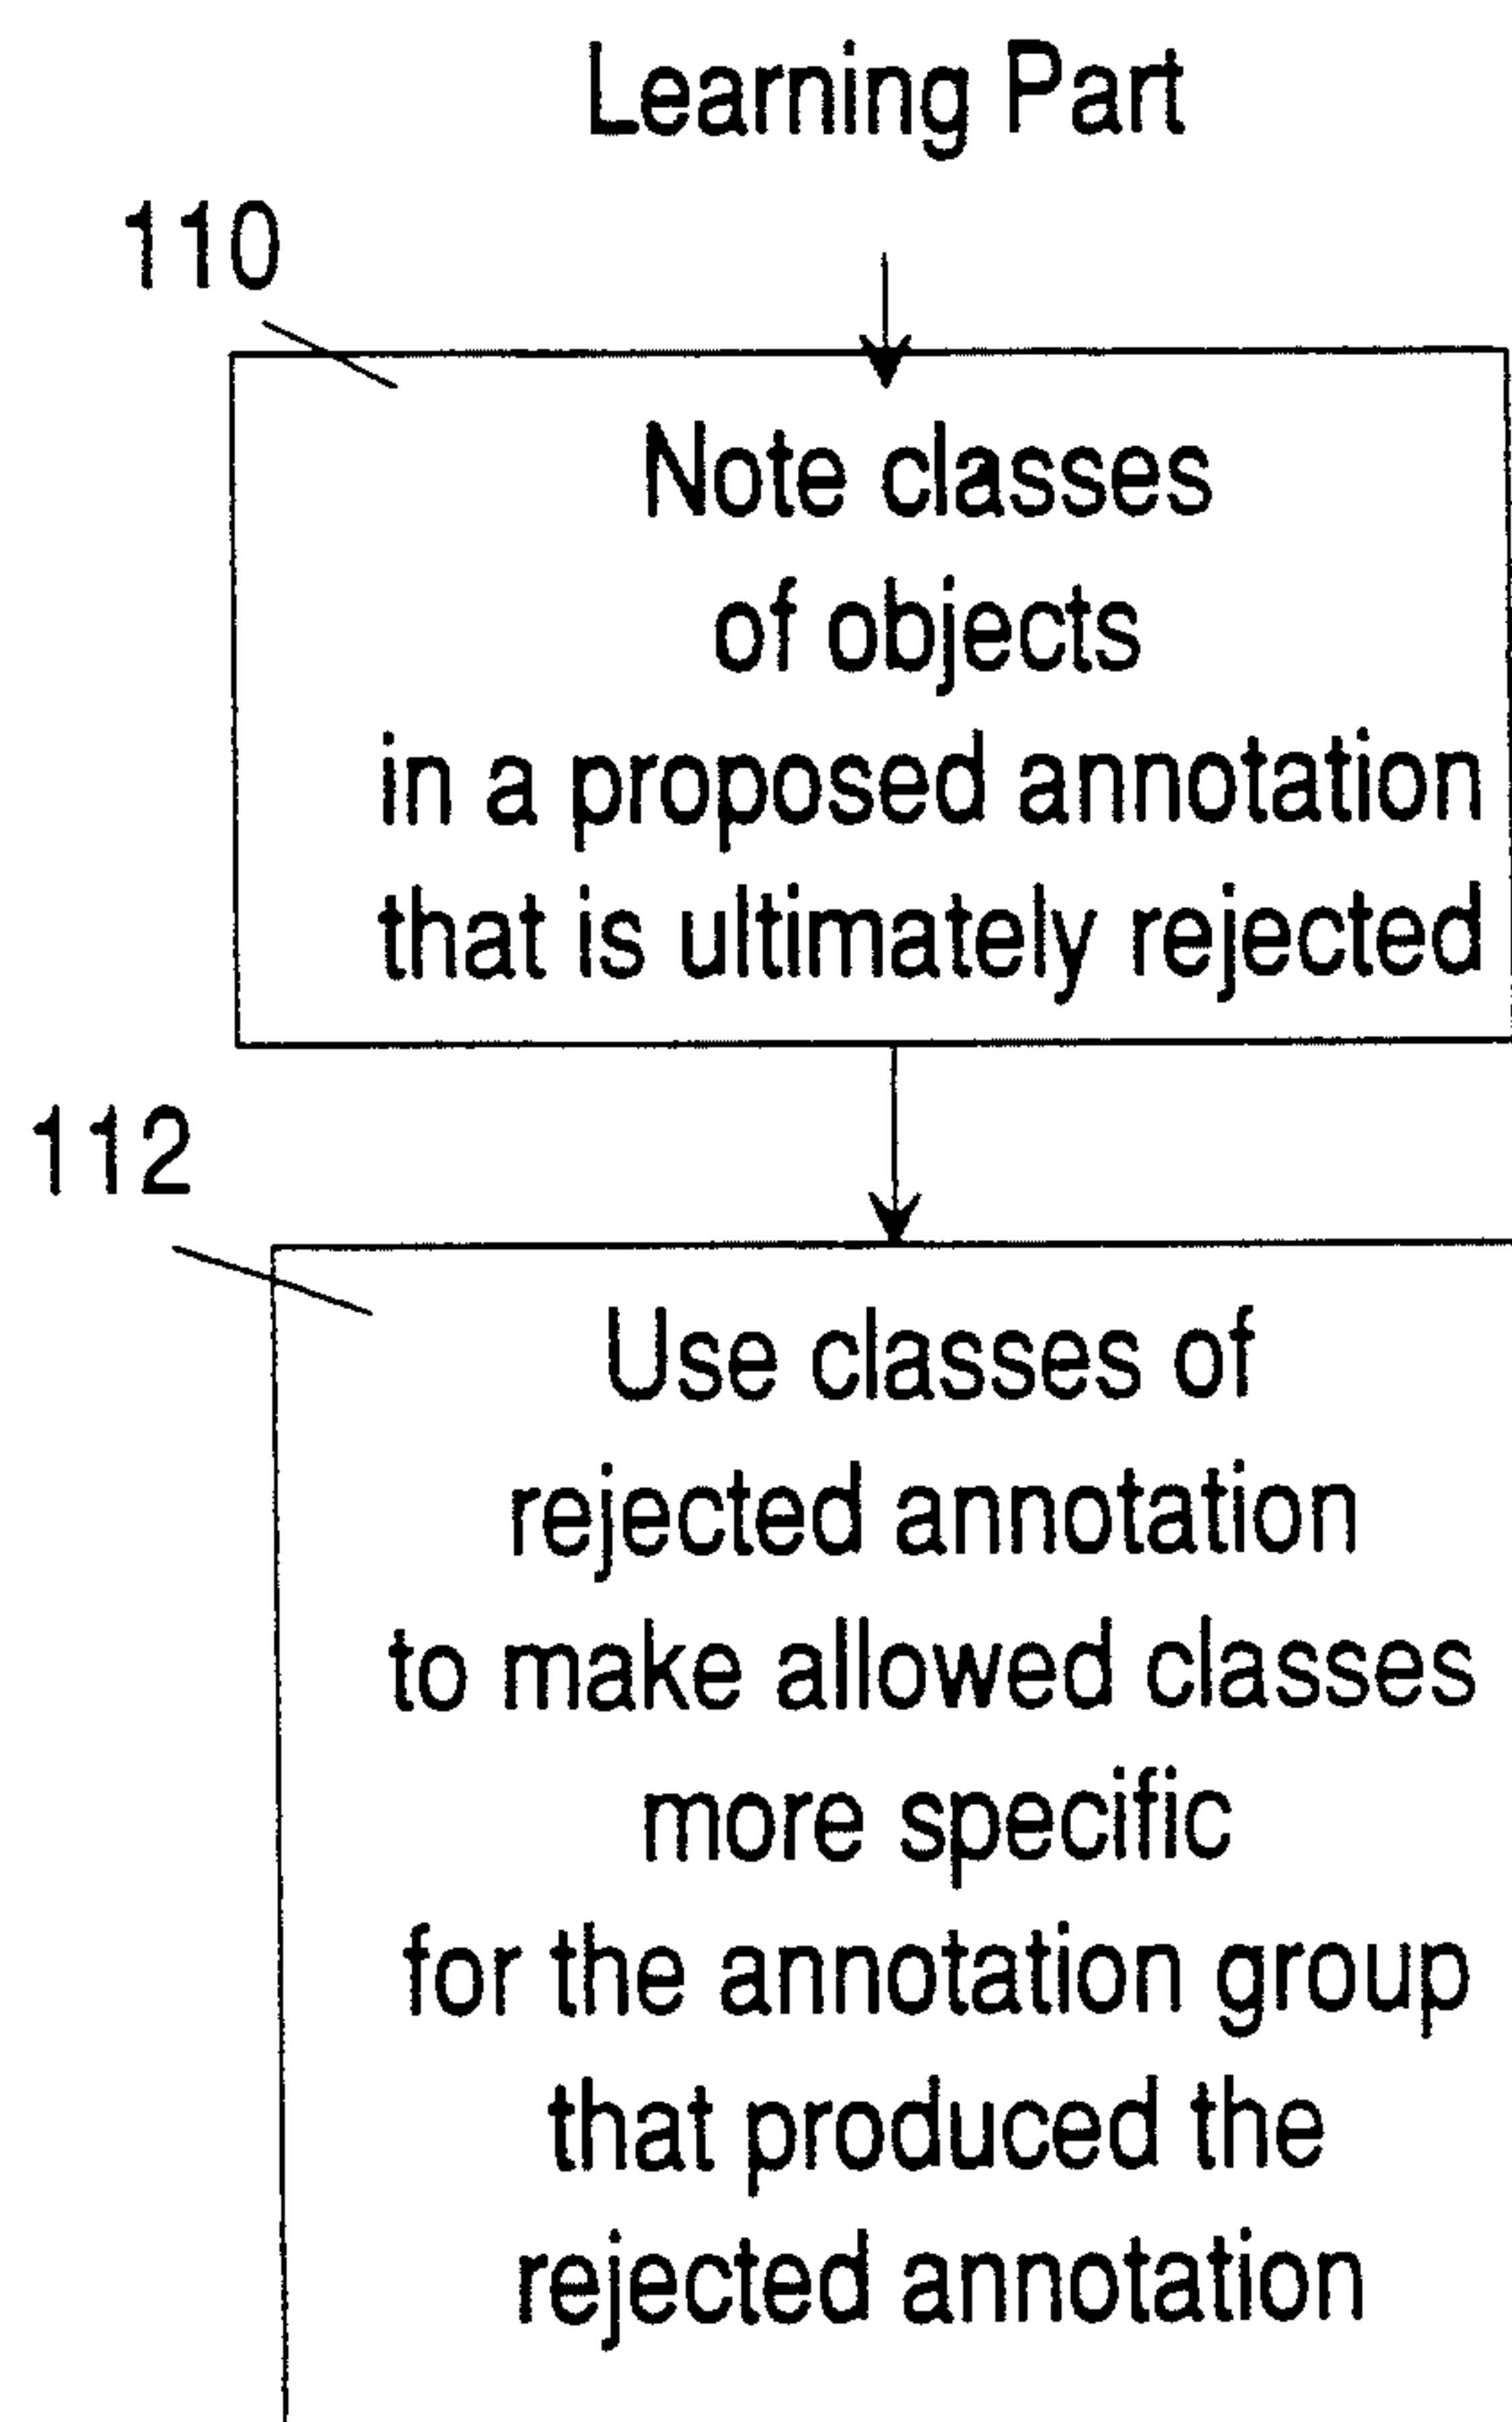 Learning Part
110
Note classes
of objects
in a proposed annotation
that is ultimately rejected
112
Use classes of
rejected annotation
to make allowed classes
more specific
for the annotation group
that produced the
rejected annotation